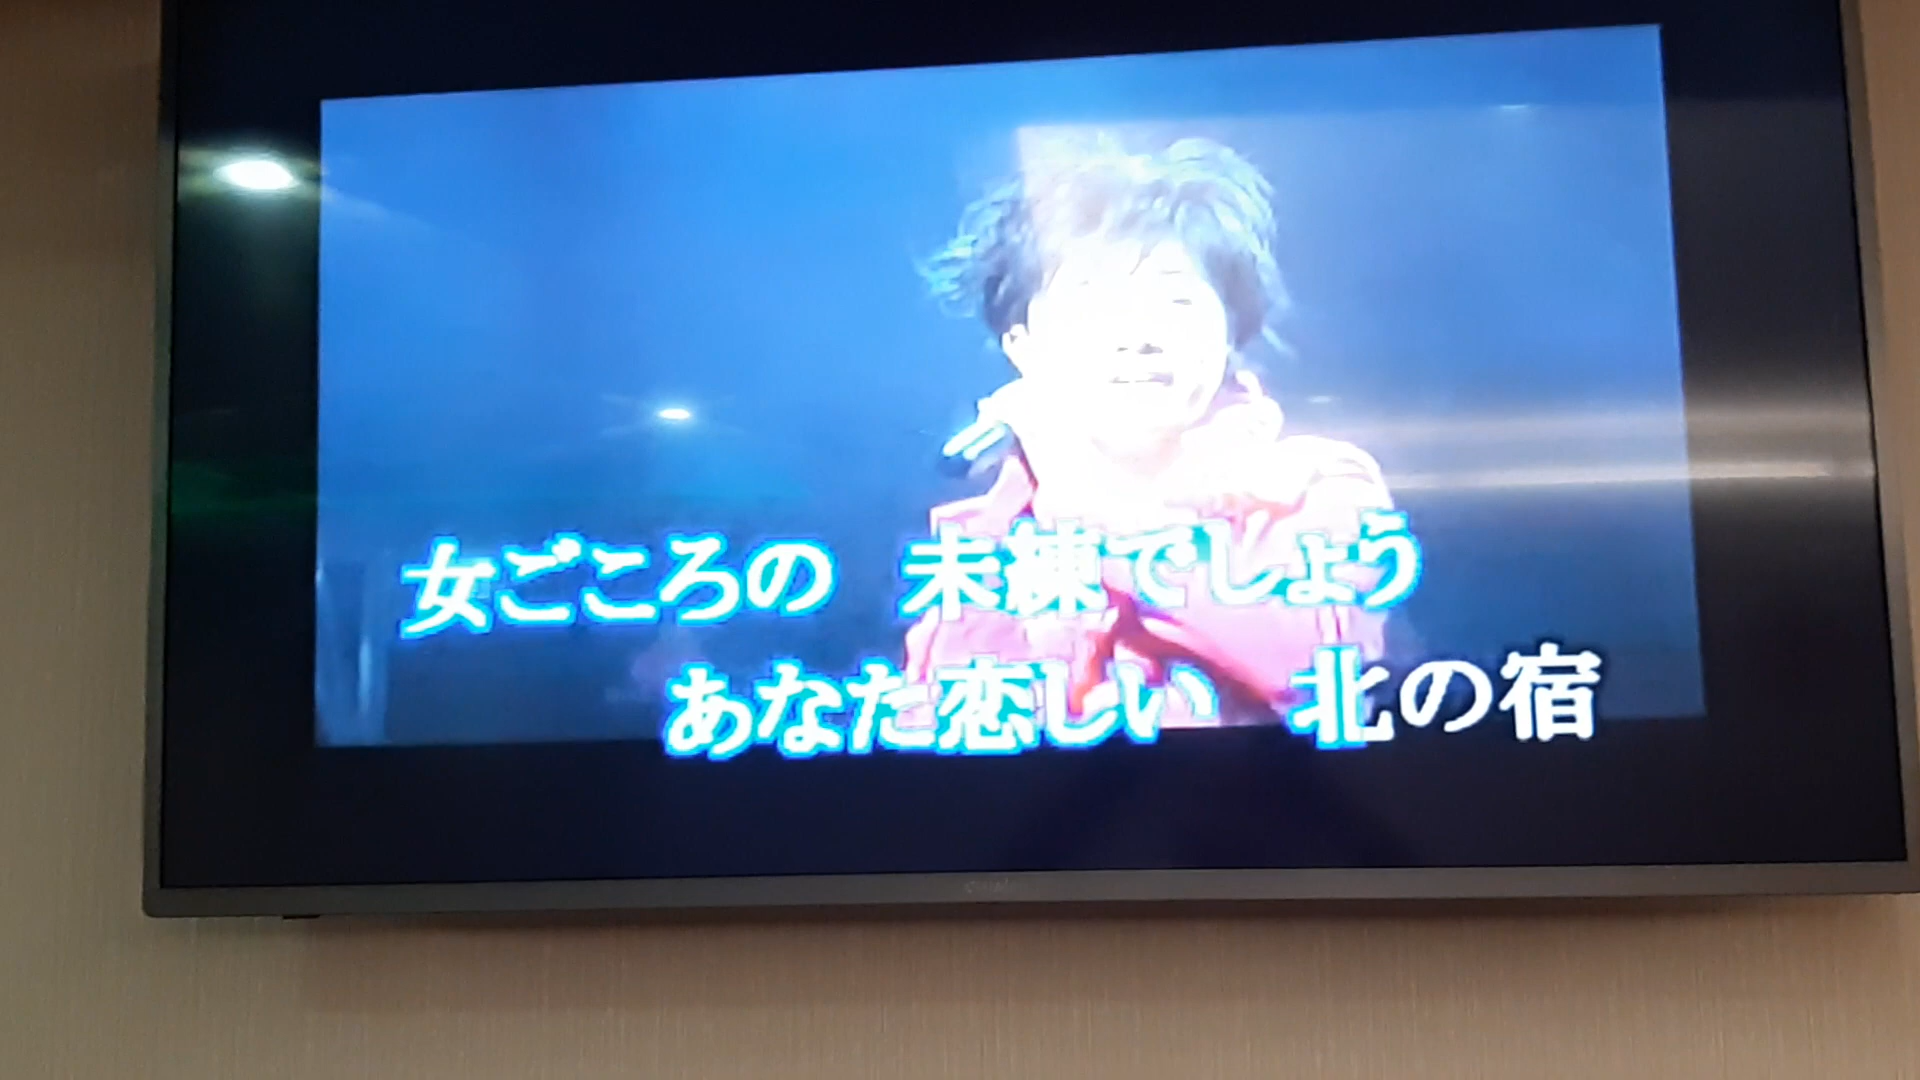 女ごころの 未練でしょう
あなた恋しい 北の宿